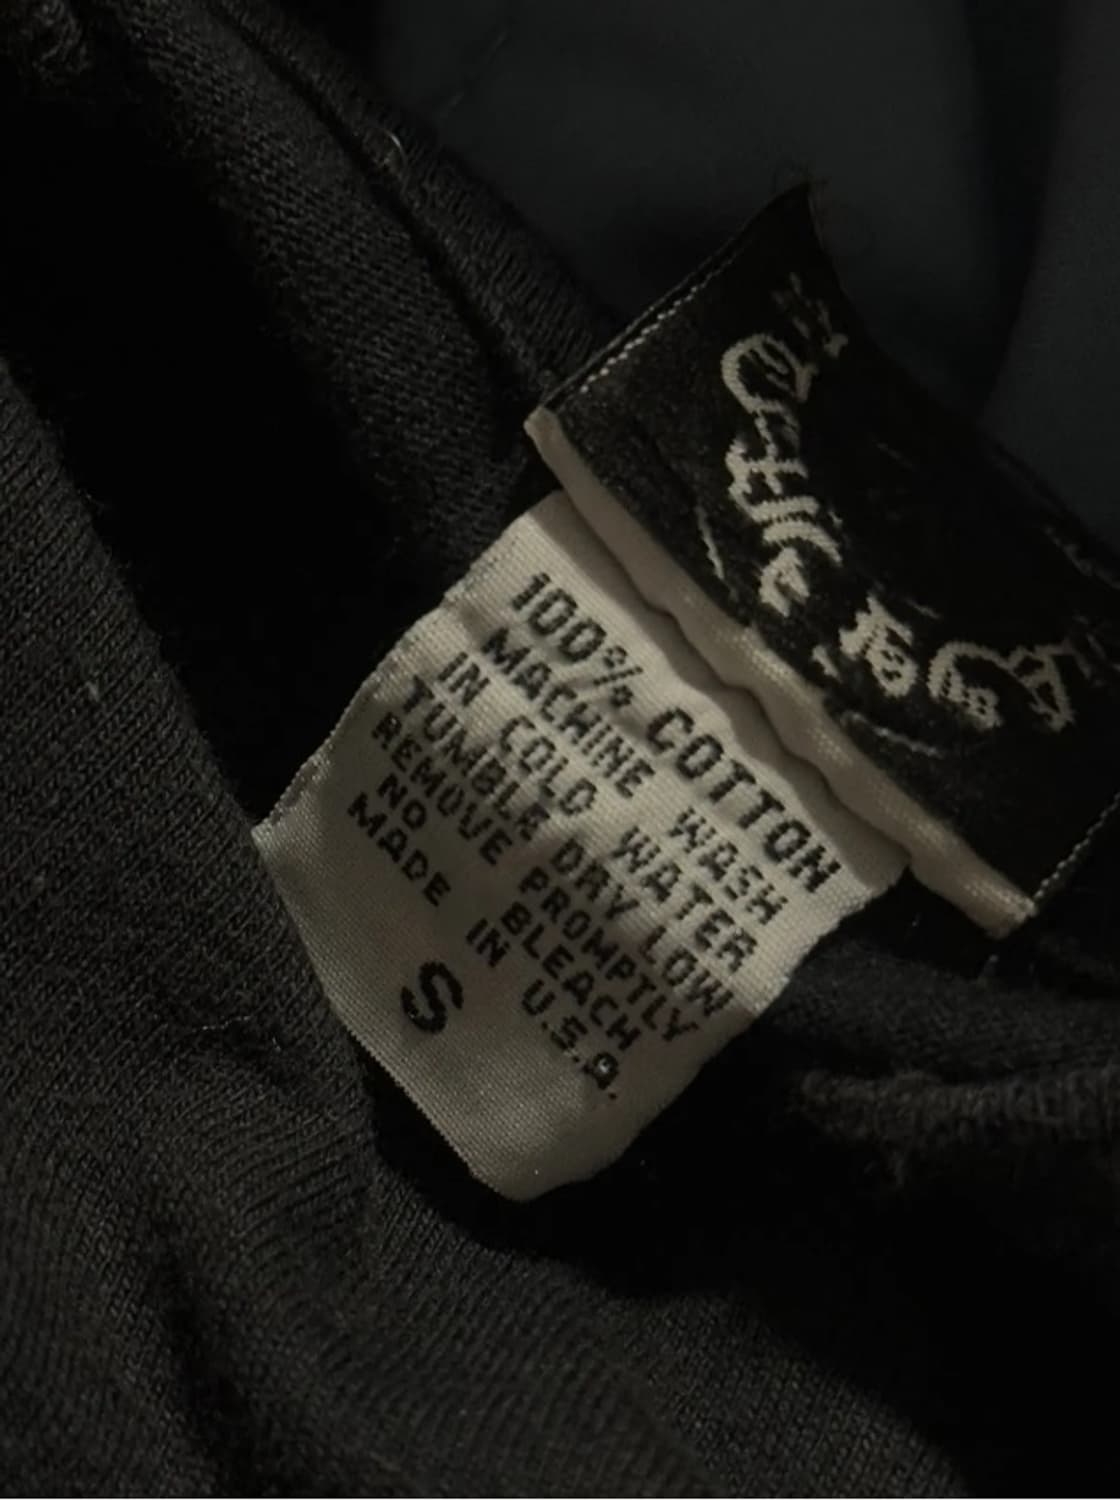 100% COTTON
MACHINE WASH
IN COLD WATER
TUMBLE DRY LOW
REMOVE PROMPTLY
NO BLEACH
MADE IN U.S.A.
S